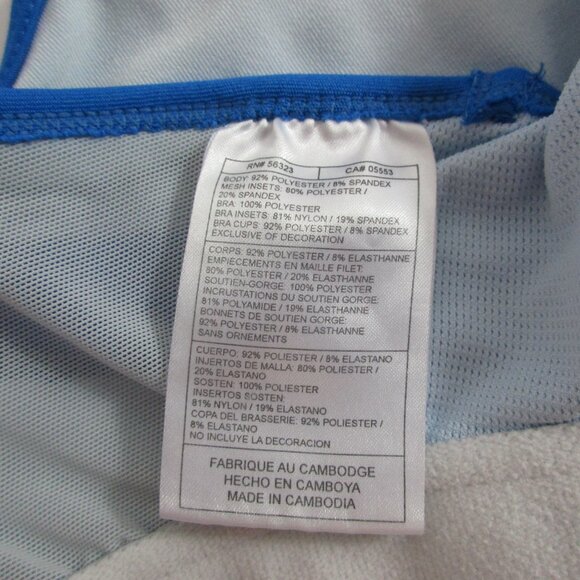 RN# 56323 CA# 05553
BODY: 92% POLYESTER / 8% SPANDEX
MESH INSETS: 80% POLYESTER /
20% SPANDEX
BRA: 100% POLYESTER
BRA INSETS: 81% NYLON / 19% SPANDEX
BRA CUPS: 92% POLYESTER / 8% SPANDEX
EXCLUSIVE OF DECORATION
CORPS: 92% POLYESTER / 8% ELASTHANNE
EMPIECEMENTS EN MAILLE FILET:
80% POLYESTER / 20% ELASTHANNE
SOUTIEN-GORGE: 100% POLYESTER
INCRUSTATIONS DU SOUTIEN GORGE:
81% POLYAMIDE / 19% ELASTHANNE
BONNETS DE SOUTIEN GORGE:
92% POLYESTER / 8% ELASTHANNE
SANS ORNEMENTS
CUERPO: 92% POLIESTER / 8% ELASTANO
INJERTOS DE MALLA: 80% POLIESTER /
20% ELASTANO
SOSTEN: 100% POLIESTER
INSERTOS SOSTEN:
81% NYLON / 19% ELASTANO
COPA DEL BRASSERIE: 92% POLIESTER /
8% ELASTANO
NO INCLUYE LA DECORACION
FABRIQUE AU CAMBODGE
HECHO EN CAMBOYA
MADE IN CAMBODIA